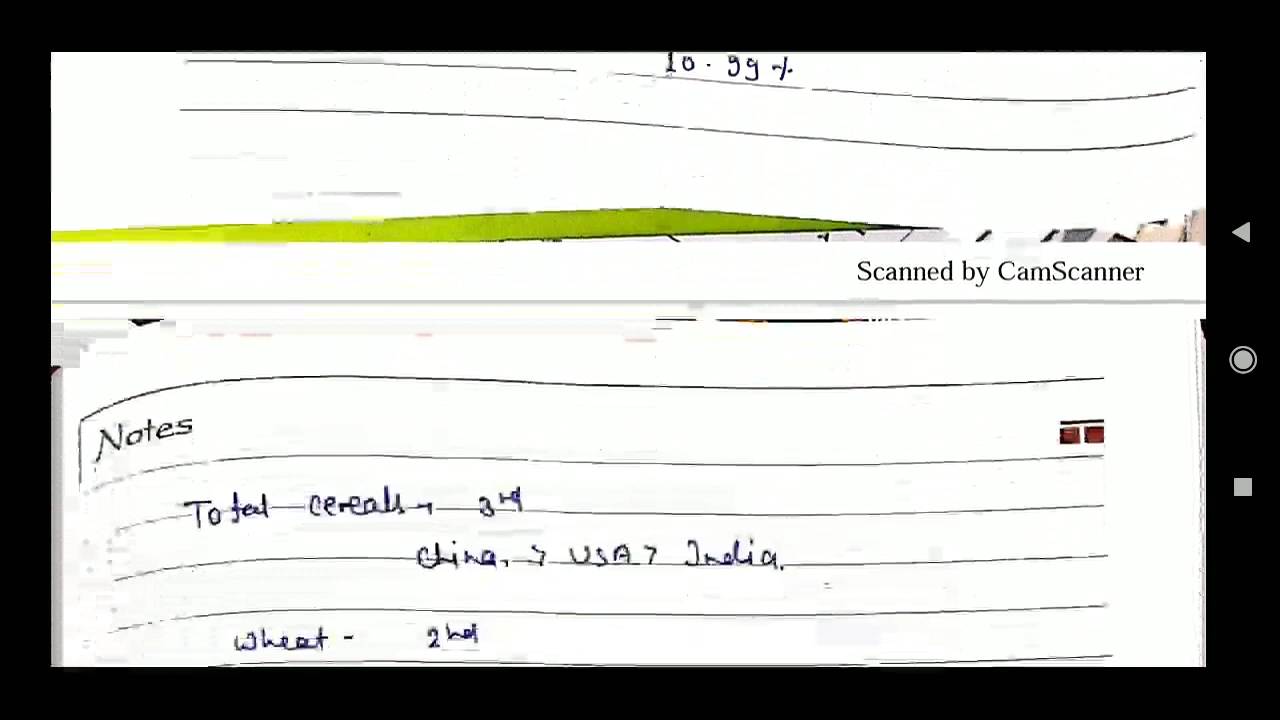 10.99 %
Scanned by CamScanner
Notes
Total cereals → 3rd
China, > USA > India.
Wheat - 2nd